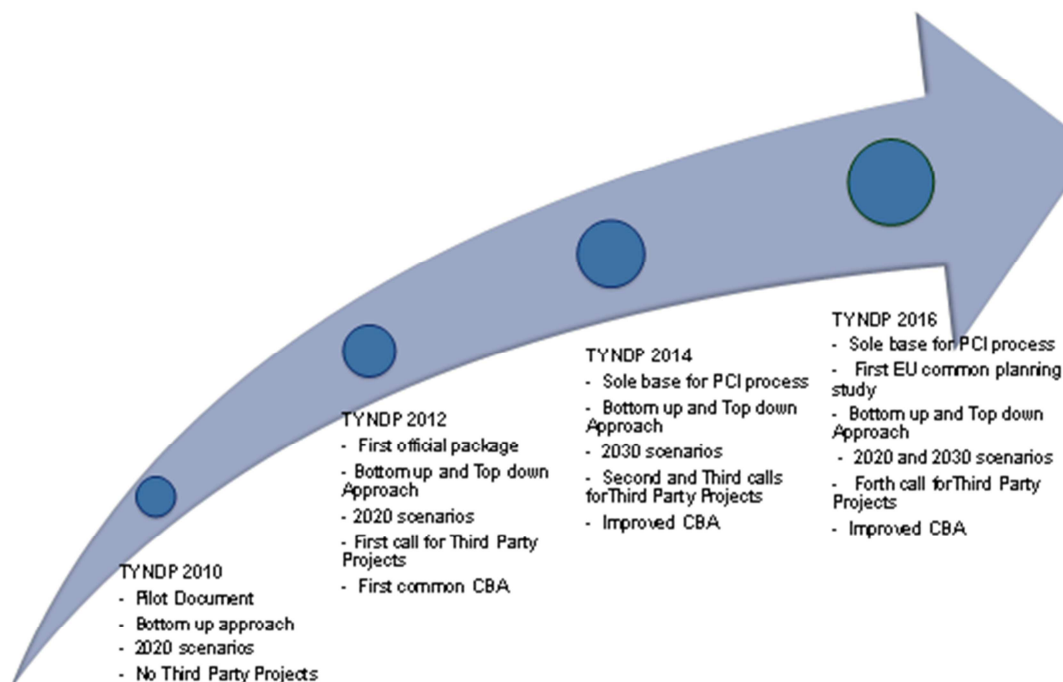 TYNDP 2010
- Pilot Document
- Bottom up approach
- 2020 scenarios
- No Third Party Projects
TYNDP 2012
- First official package
- Bottom up and Top down
Approach
- 2020 scenarios
- First call for Third Party
Projects
- First common CBA
TYNDP 2014
- Sole base for PCI process
- Bottom up and Top down
Approach
- 2030 scenarios
- Second and Third calls
forThird Party Projects
- Improved CBA
TYNDP 2016
- Sole base for PCI process
- First EU common planning
study
- Bottom up and Top down
Approach
- 2020 and 2030 scenarios
- Forth call forThird Party
Projects
- Improved CBA